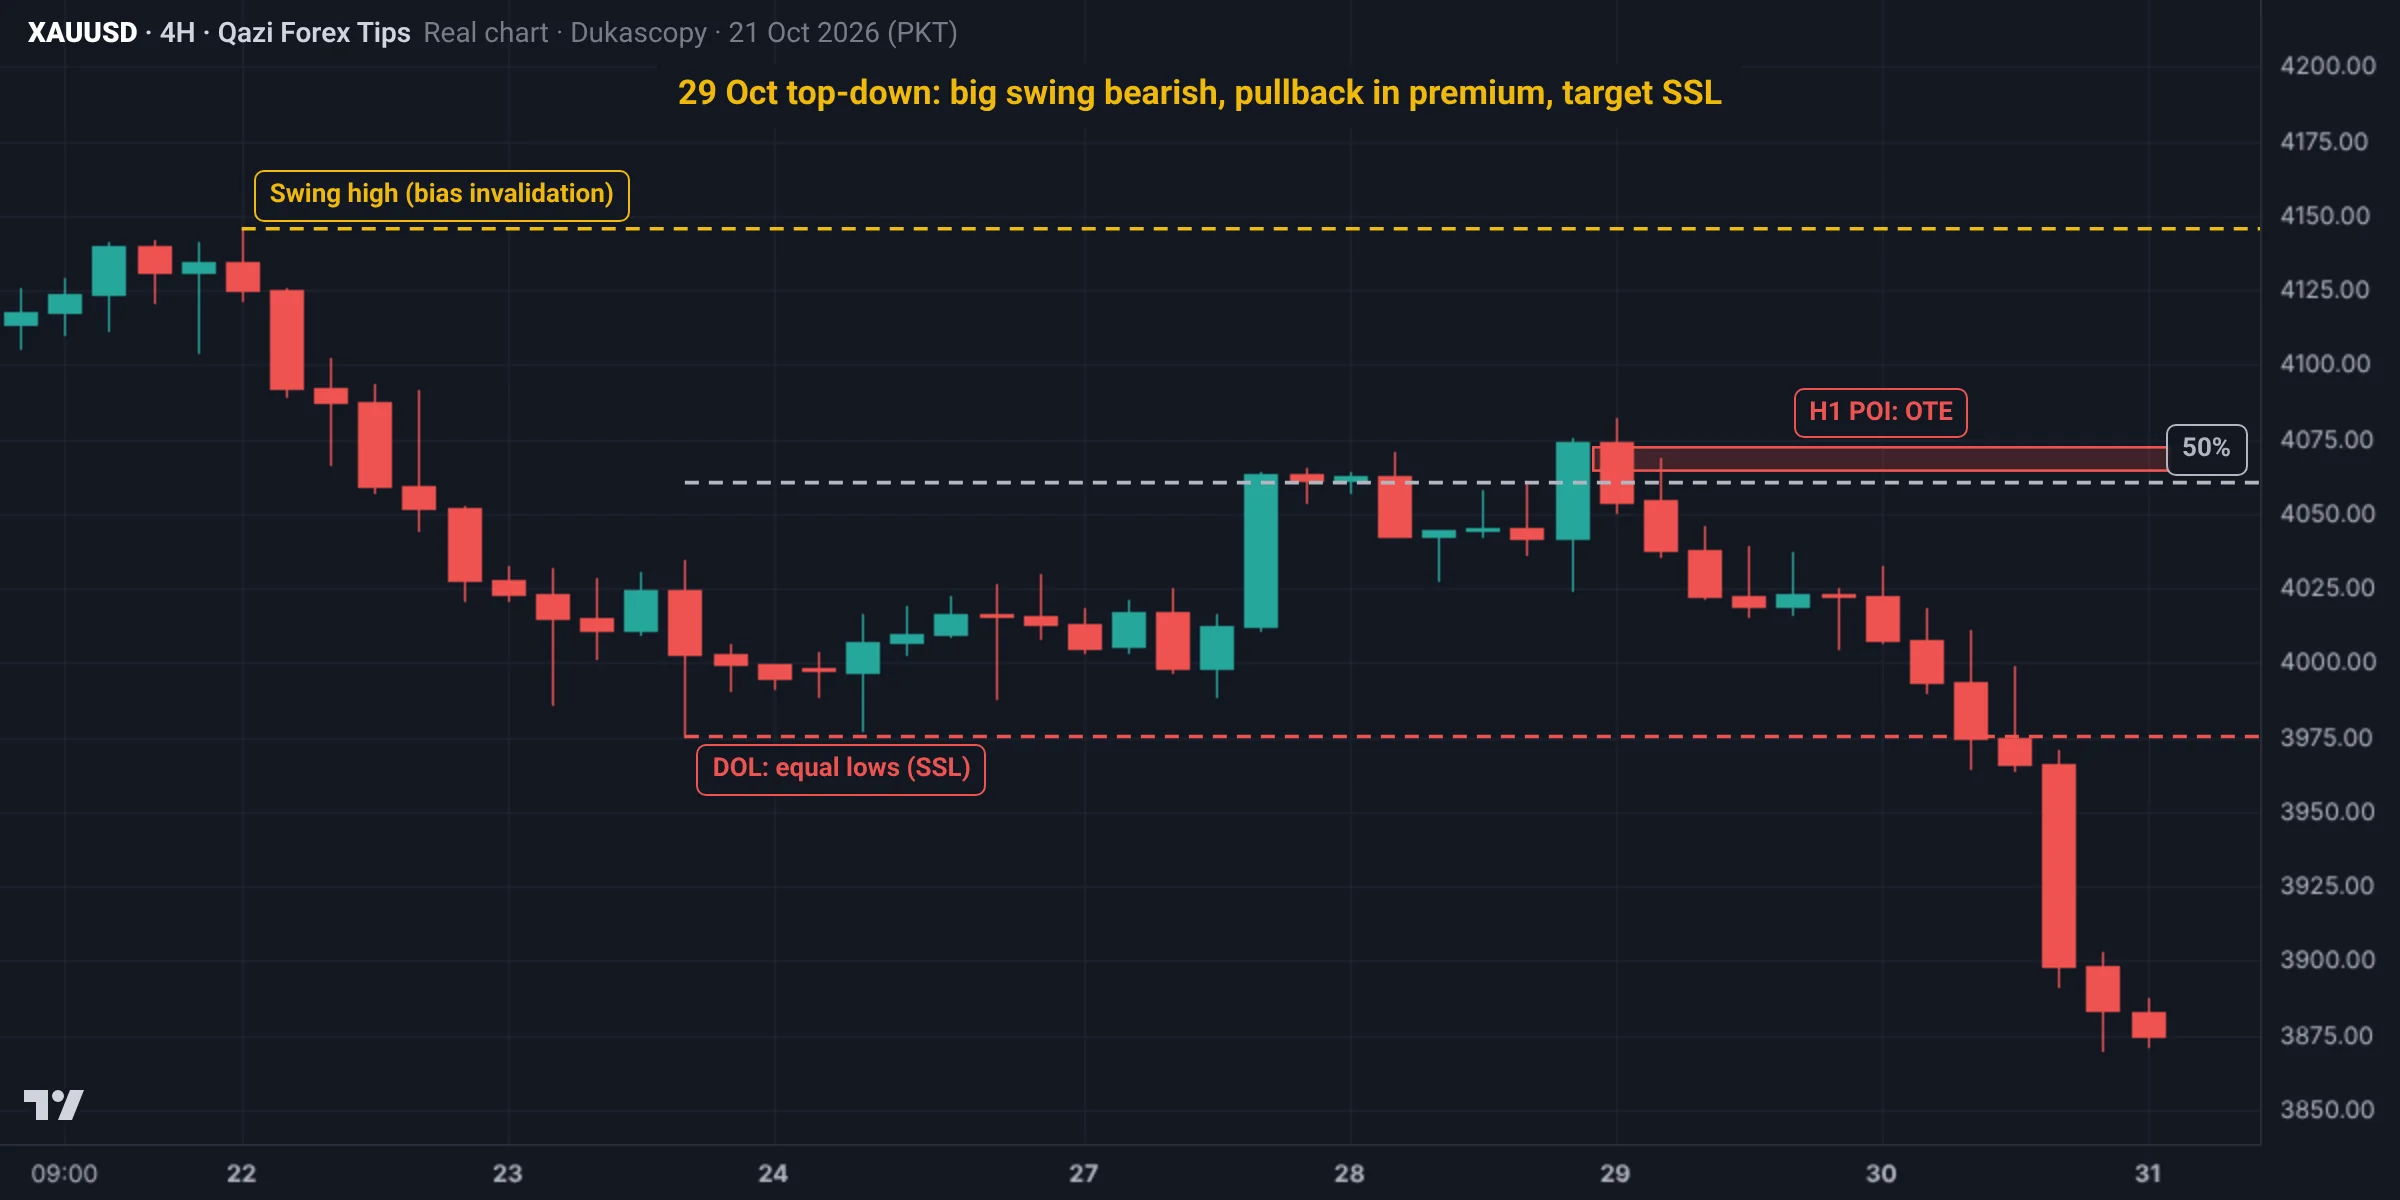 XAUUSD · 4H · Qazi Forex Tips Real chart · Dukascopy · 21 Oct 2026 (PKT)
29 Oct top-down: big swing bearish, pullback in premium, target SSL
Swing high (bias invalidation)
H1 POI: OTE
50%
DOL: equal lows (SSL)
4200.00
4175.00
4150.00
4125.00
4100.00
4075.00
4050.00
4025.00
4000.00
3975.00
3950.00
3925.00
3900.00
3875.00
3850.00
09:00 22 23 24 27 28 29 30 31